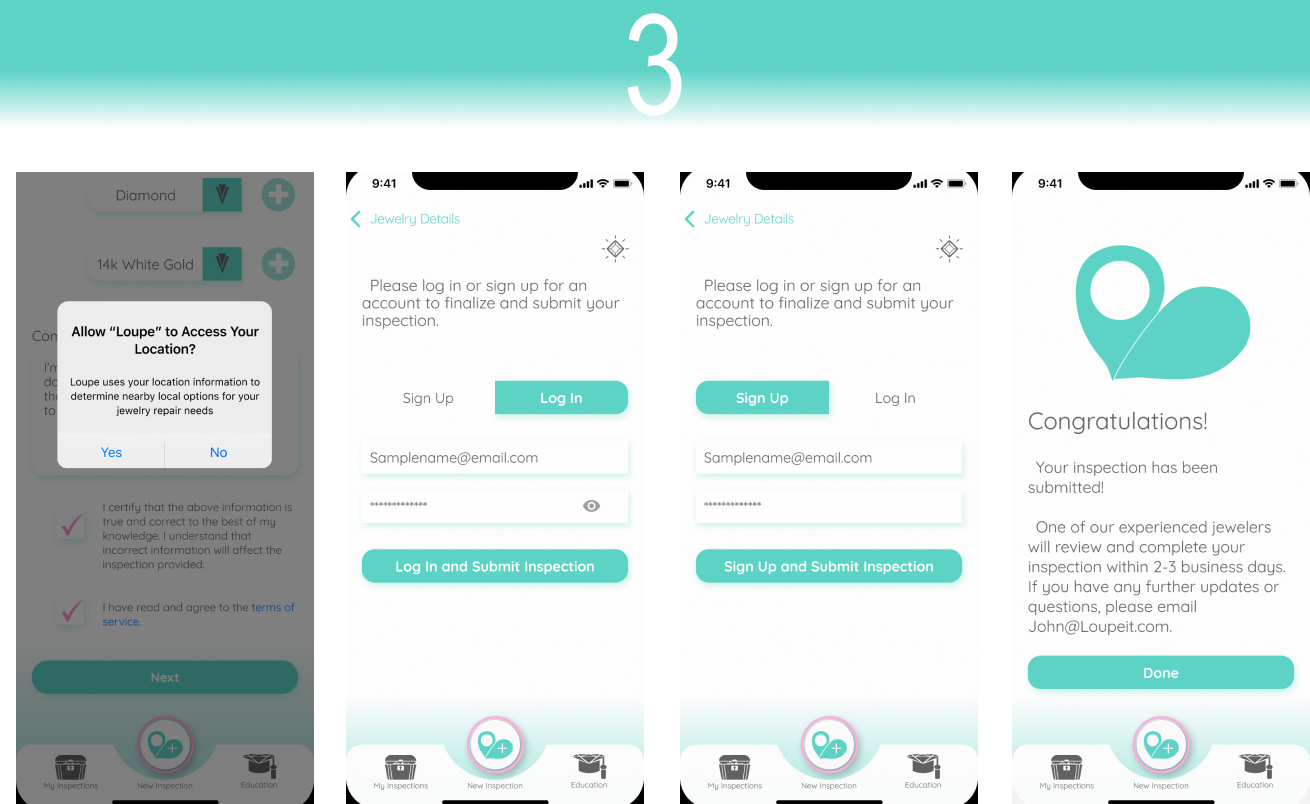 3
Diamond
14k White Gold
Com
I'm
do
the
to
Allow “Loupe” to Access Your
Location?
Loupe uses your location information to
determine nearby local options for your
jewelry repair needs
Yes No
I certify that the above information is
true and correct to the best of my
knowledge. I understand that
incorrect information will affect the
inspection provided.
I have read and agree to the terms of
service.
Next
My Inspections New Inspection Education
9:41
Jewelry Details
Please log in or sign up for an
account to finalize and submit your
inspection.
Sign Up Log In
Samplename@email.com
*************
Log In and Submit Inspection
My Inspections New Inspection Education
9:41
Jewelry Details
Please log in or sign up for an
account to finalize and submit your
inspection.
Sign Up Log In
Samplename@email.com
*************
Sign Up and Submit Inspection
My Inspections New Inspection Education
9:41
Congratulations!
Your inspection has been
submitted!
One of our experienced jewelers
will review and complete your
inspection within 2-3 business days.
If you have any further updates or
questions, please email
John@Loupeit.com.
Done
My Inspections New Inspection Education